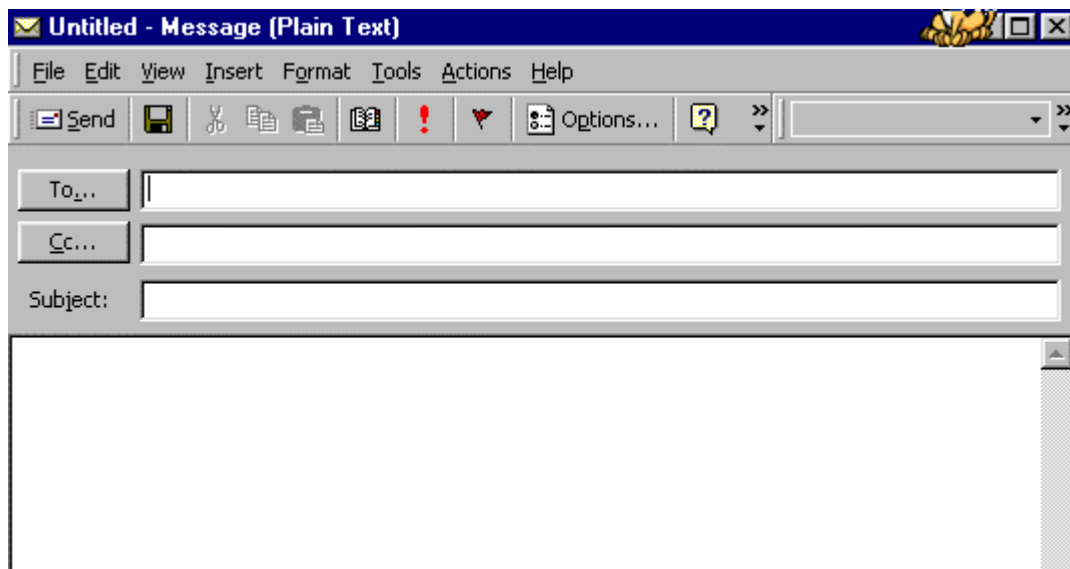 Untitled - Message (Plain Text)
File Edit View Insert Format Tools Actions Help
Send Options...
To...
Cc...
Subject: